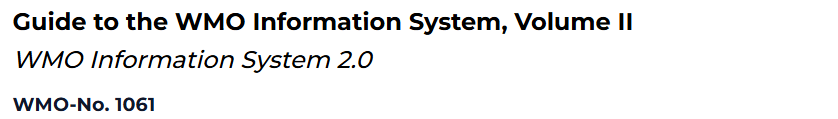 Guide to the WMO Information System, Volume II
WMO Information System 2.0
WMO-No. 1061